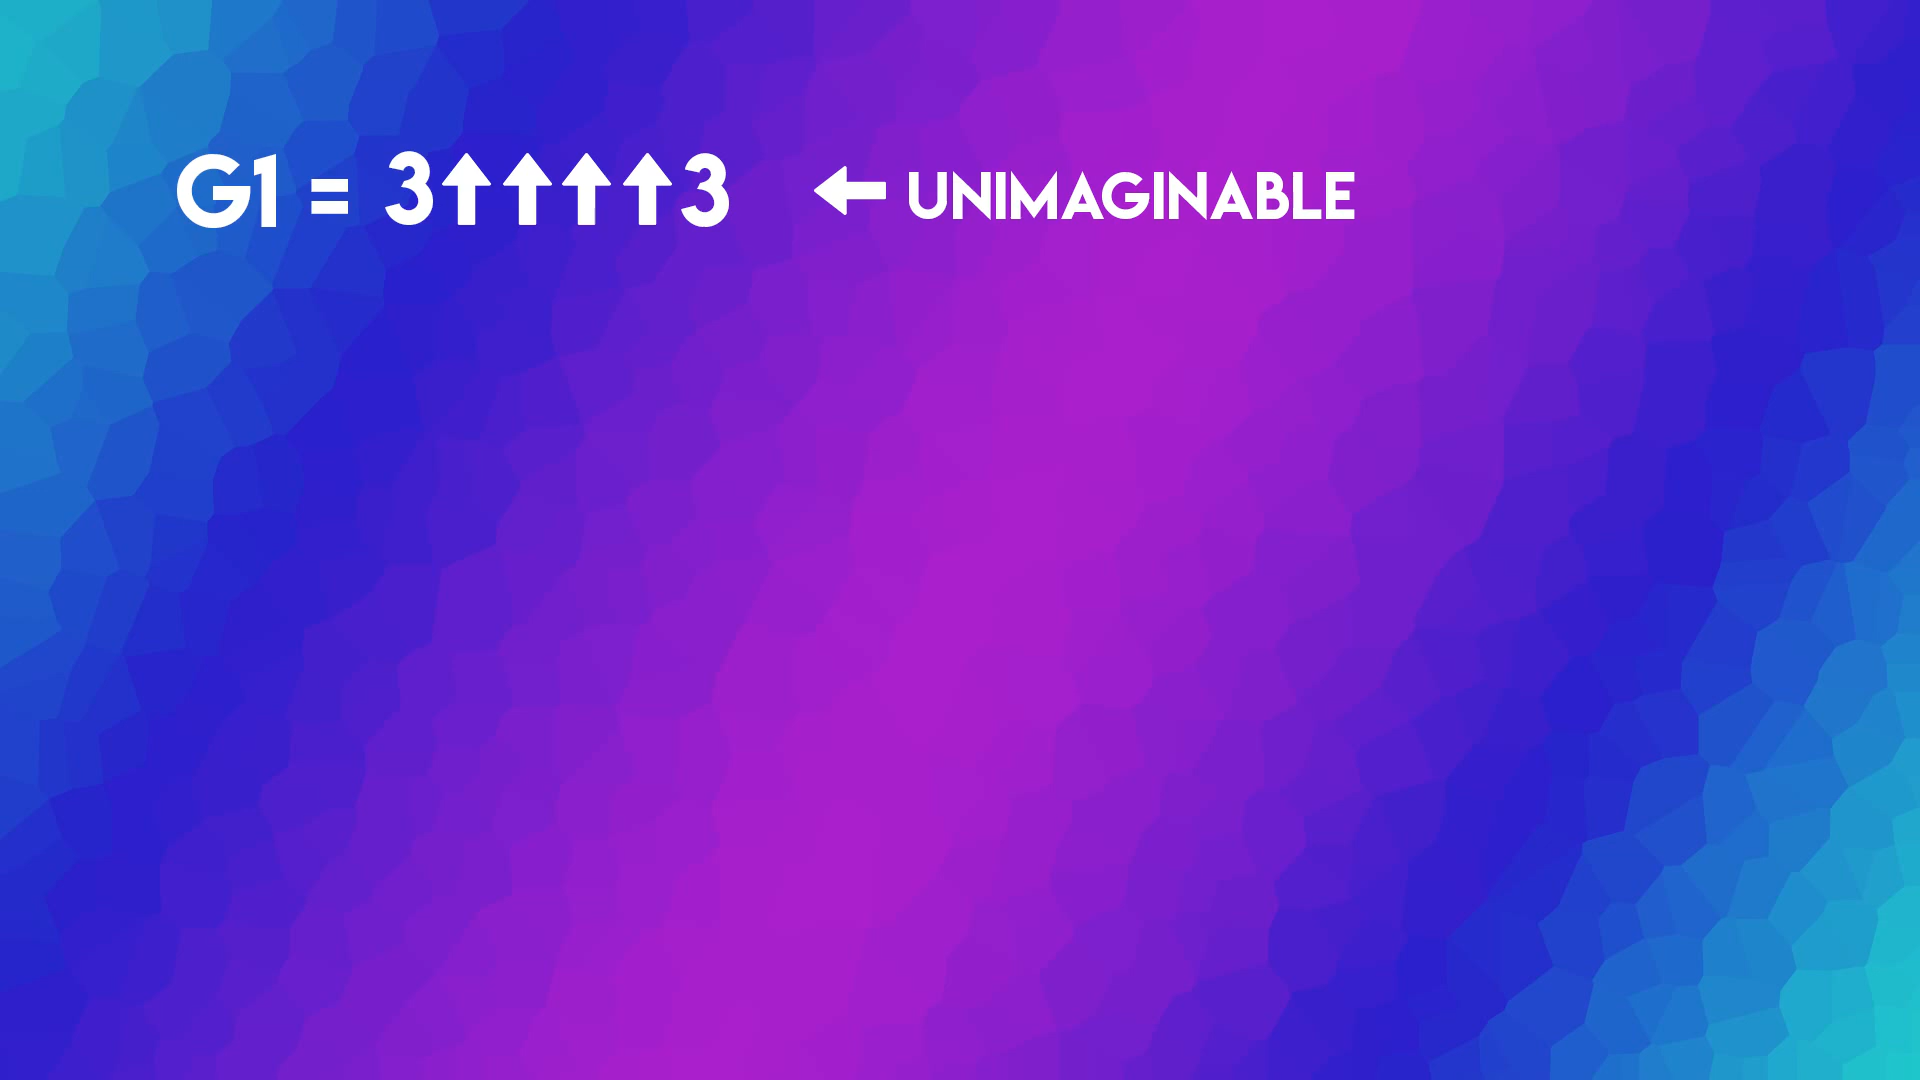 G1 = 3↑↑↑↑3 ← UNIMAGINABLE